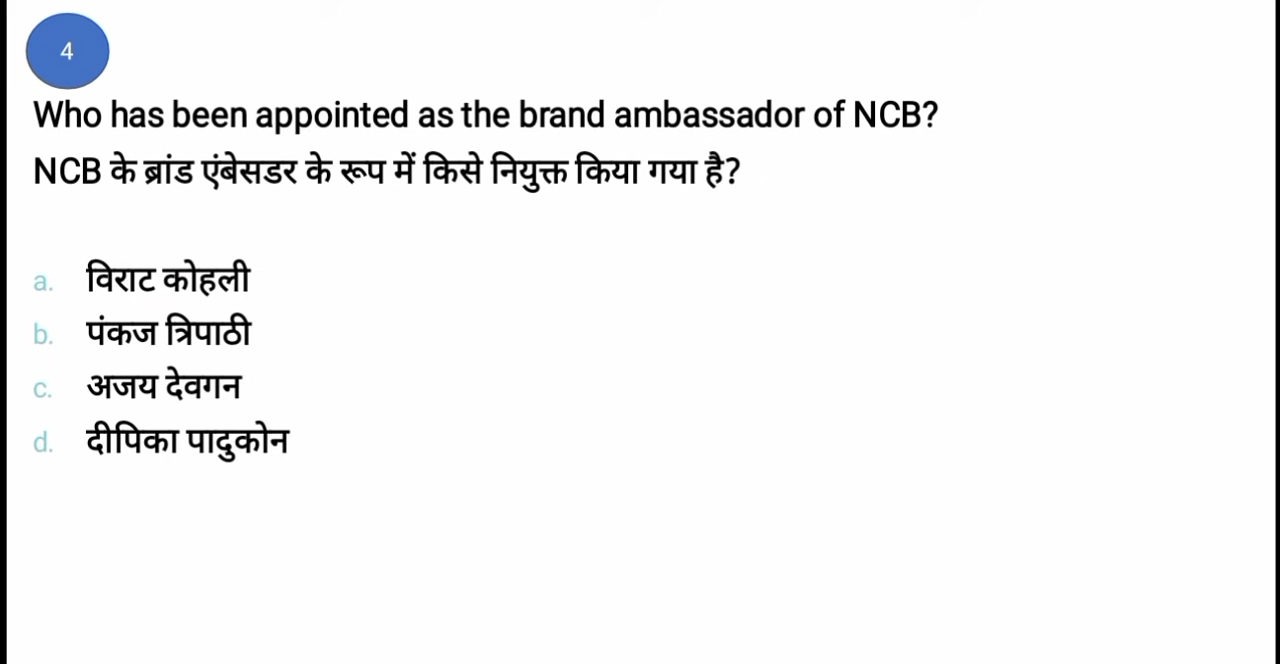 4
Who has been appointed as the brand ambassador of NCB?
NCB के ब्रांड एंबेसडर के रूप में किसे नियुक्त किया गया है?
a. विराट कोहली
b. पंकज त्रिपाठी
c. अजय देवगन
d. दीपिका पादुकोन